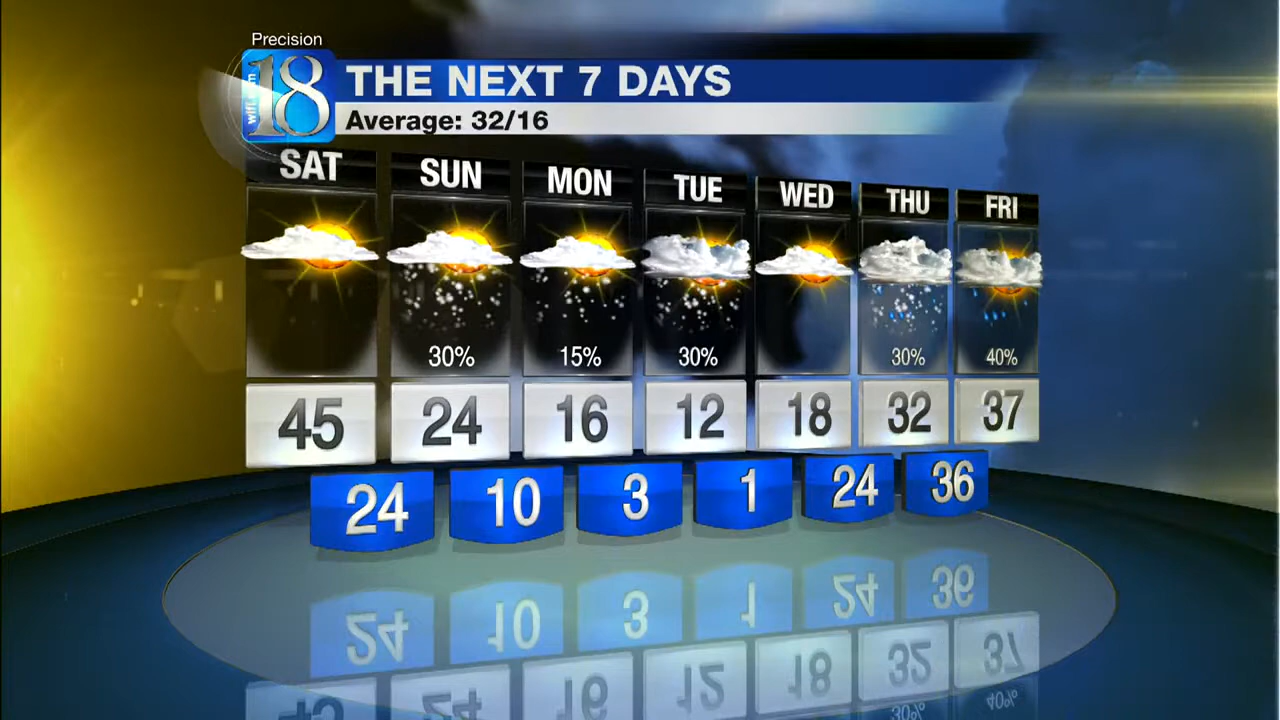 Precision
wlfi.com
18
THE NEXT 7 DAYS
Average: 32/16
SAT SUN MON TUE WED THU FRI
30% 15% 30% 30% 40%
45 24 16 12 18 32 37
24 10 3 1 24 36